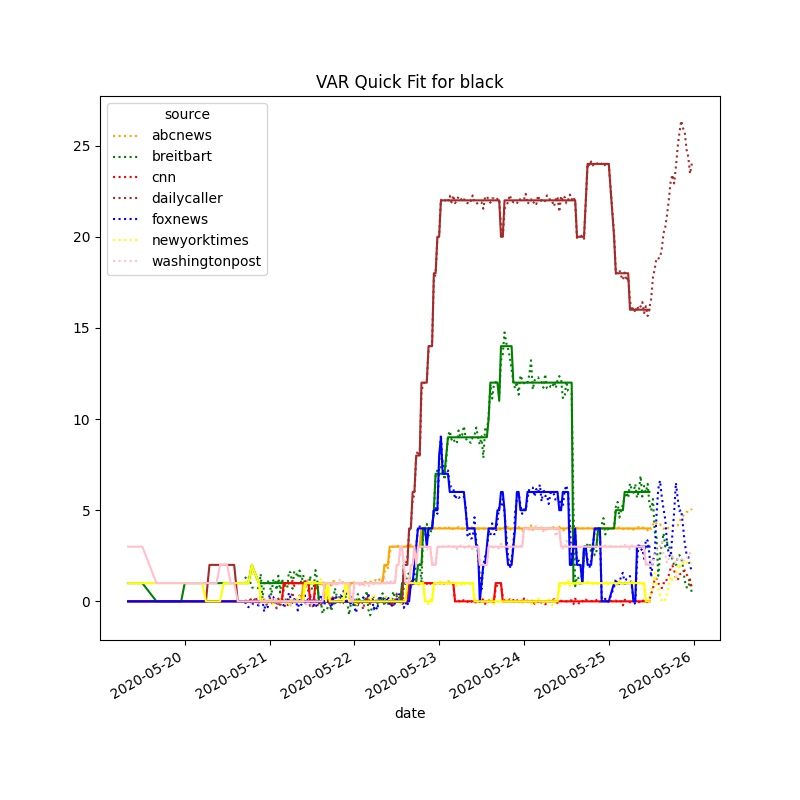 VAR Quick Fit for black
source
abcnews
breitbart
cnn
dailycaller
foxnews
newyorktimes
washingtonpost
25
20
15
10
5
0
2020-05-20
2020-05-21
2020-05-22
2020-05-23
2020-05-24
2020-05-25
2020-05-26
date